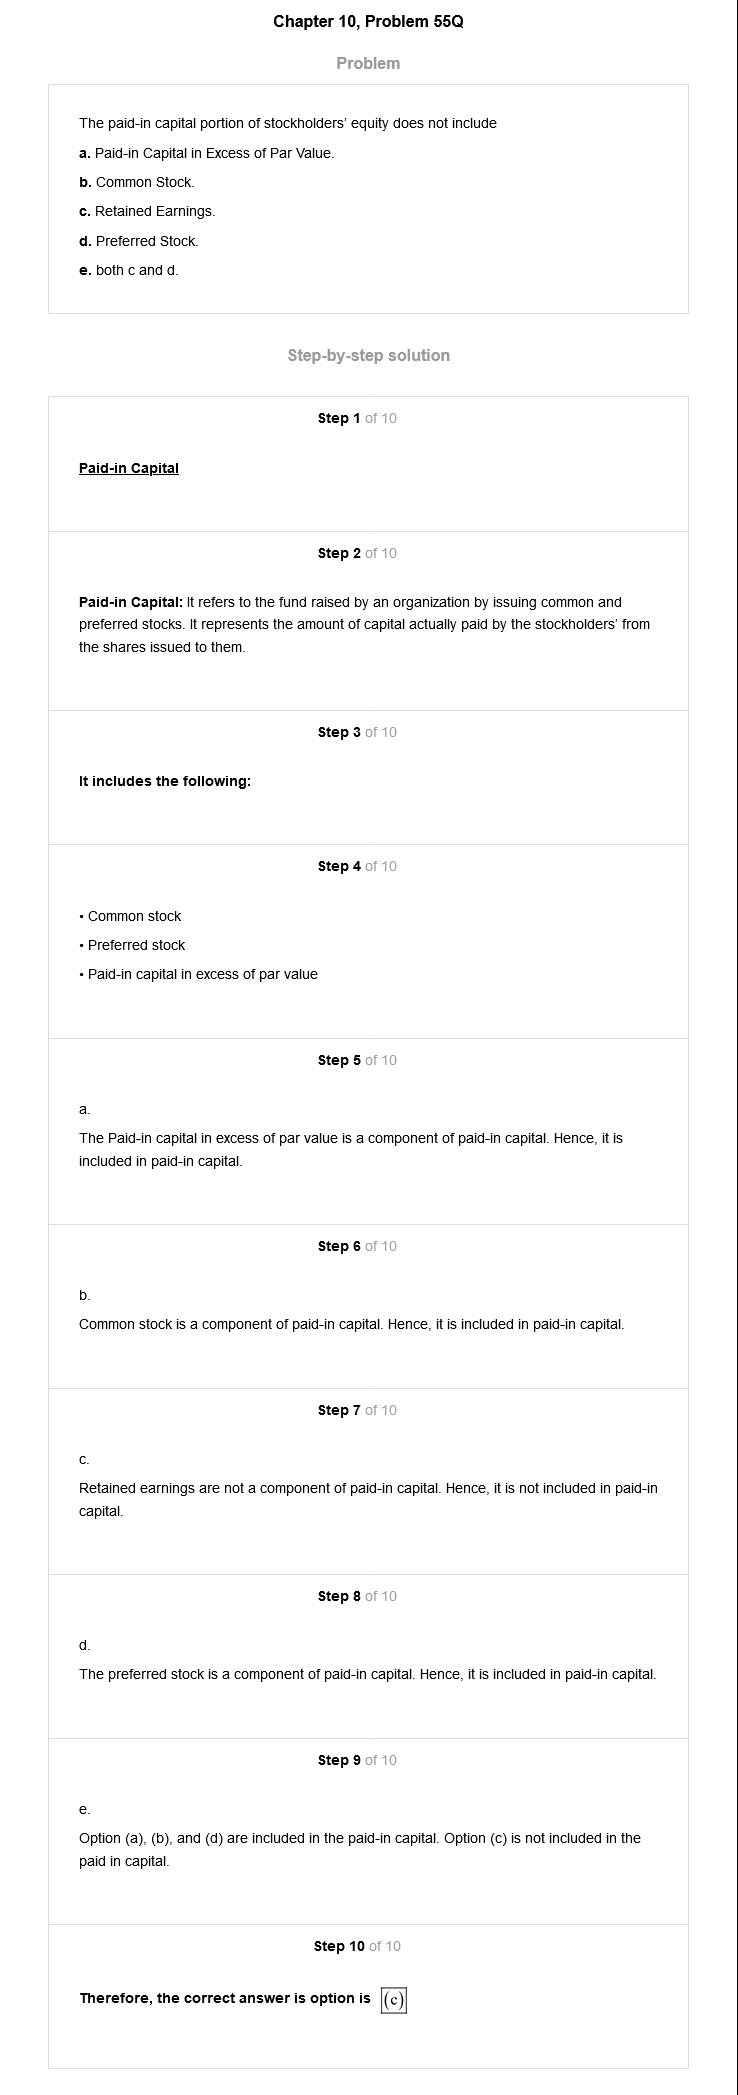 Chapter 10, Problem 55Q
Problem
The paid-in capital portion of stockholders' equity does not include
a. Paid-in Capital in Excess of Par Value.
b. Common Stock.
c. Retained Earnings.
d. Preferred Stock.
e. both c and d.
Step-by-step solution
Step 1 of 10
Paid-in Capital
Step 2 of 10
Paid-in Capital: It refers to the fund raised by an organization by issuing common and
preferred stocks. It represents the amount of capital actually paid by the stockholders' from
the shares issued to them.
Step 3 of 10
It includes the following:
Step 4 of 10
• Common stock
• Preferred stock
• Paid-in capital in excess of par value
Step 5 of 10
a.
The Paid-in capital in excess of par value is a component of paid-in capital. Hence, it is
included in paid-in capital.
Step 6 of 10
b.
Common stock is a component of paid-in capital. Hence, it is included in paid-in capital.
Step 7 of 10
c.
Retained earnings are not a component of paid-in capital. Hence, it is not included in paid-in
capital.
Step 8 of 10
d.
The preferred stock is a component of paid-in capital. Hence, it is included in paid-in capital.
Step 9 of 10
e.
Option (a), (b), and (d) are included in the paid-in capital. Option (c) is not included in the
paid in capital.
Step 10 of 10
Therefore, the correct answer is option is (c)